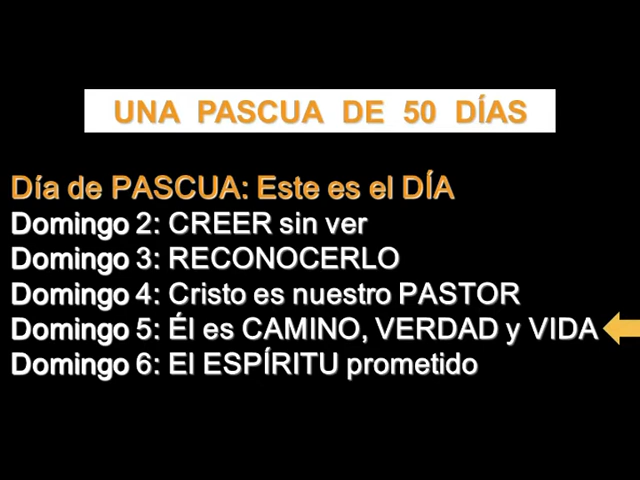 UNA PASCUA DE 50 DÍAS
Día de PASCUA: Este es el DÍA
Domingo 2: CREER sin ver
Domingo 3: RECONOCERLO
Domingo 4: Cristo es nuestro PASTOR
Domingo 5: Él es CAMINO, VERDAD y VIDA
Domingo 6: El ESPÍRITU prometido